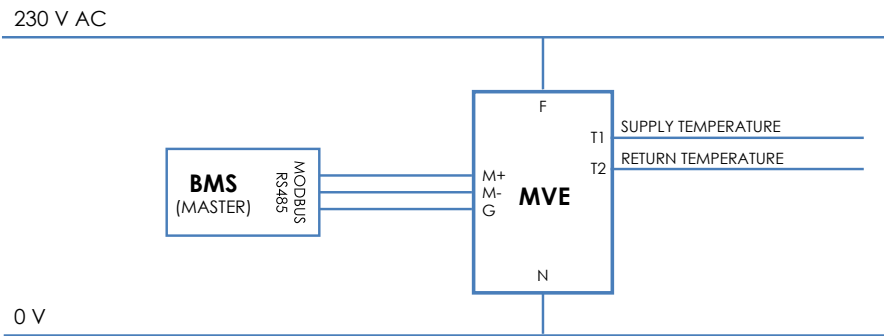 230 V AC
F
T1
SUPPLY TEMPERATURE
T2
RETURN TEMPERATURE
BMS
(MASTER)
MODBUS
RS485
M+
M-
G
MVE
N
0 V